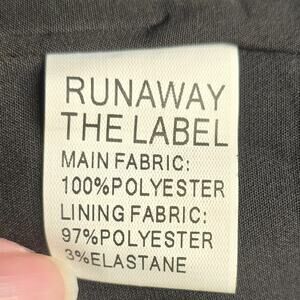 RUNAWAY
THE LABEL
MAIN FABRIC:
100%POLYESTER
LINING FABRIC:
97%POLYESTER
3%ELASTANE